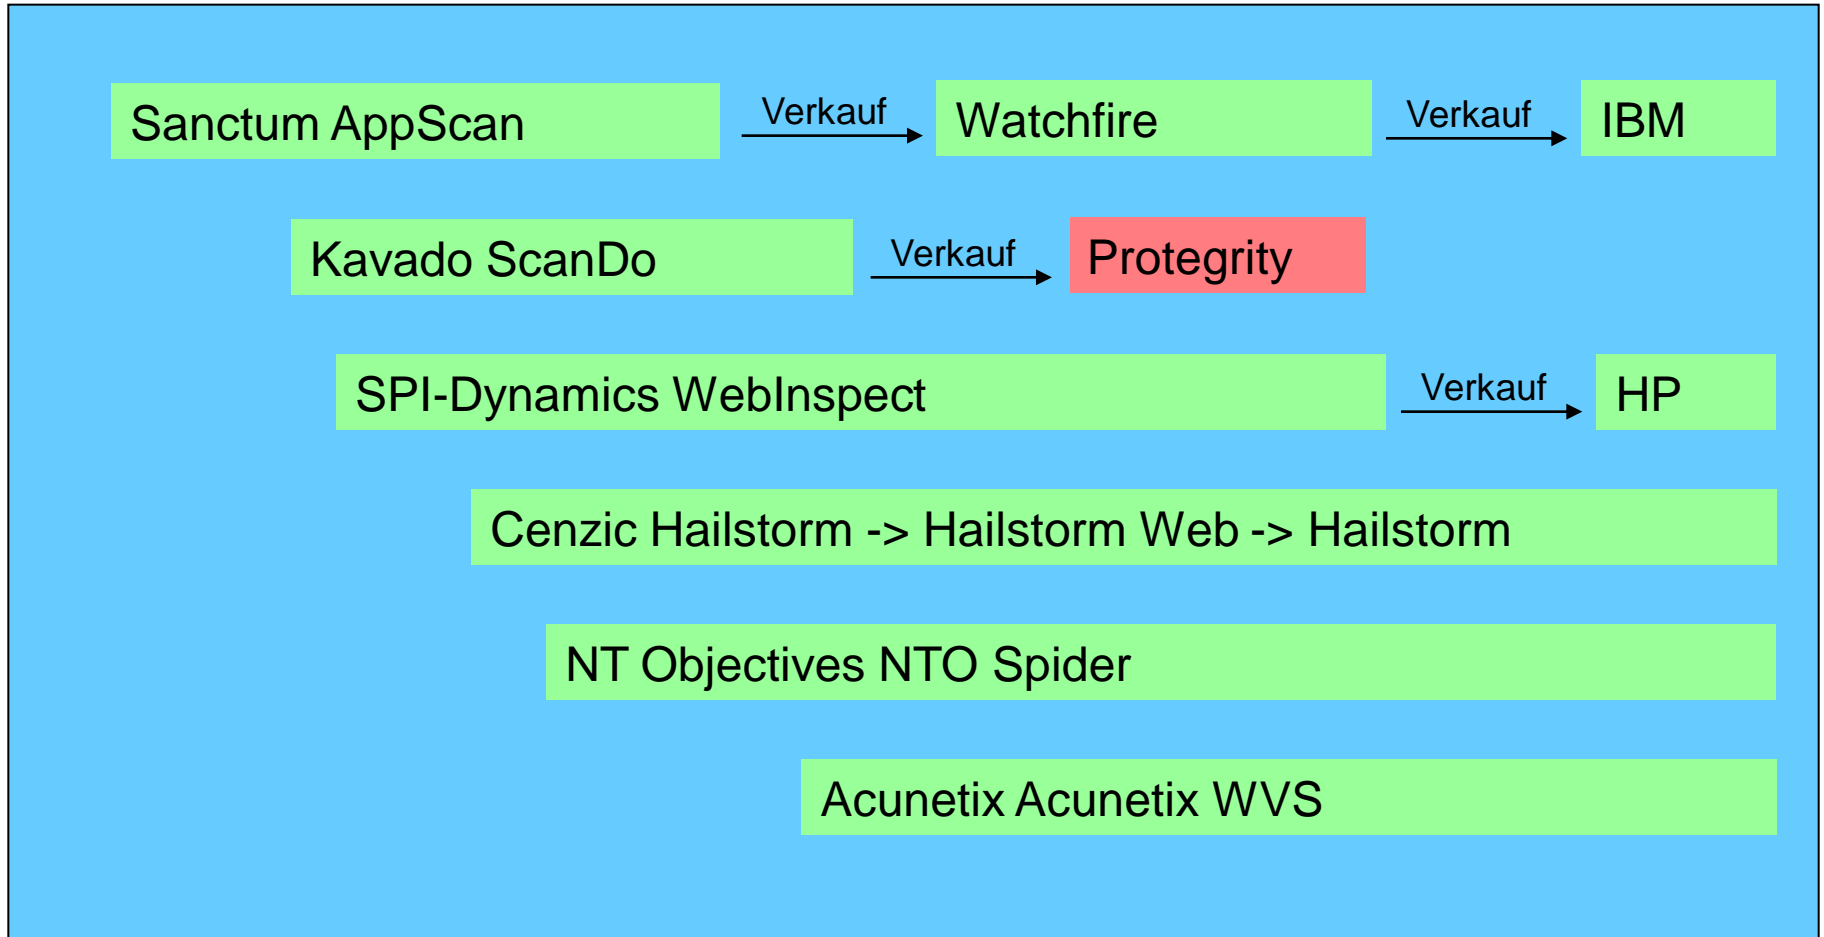 Sanctum AppScan Verkauf Watchfire Verkauf IBM
Kavado ScanDo Verkauf Protegrity
SPI-Dynamics WebInspect Verkauf HP
Cenzic Hailstorm -> Hailstorm Web -> Hailstorm
NT Objectives NTO Spider
Acunetix Acunetix WVS